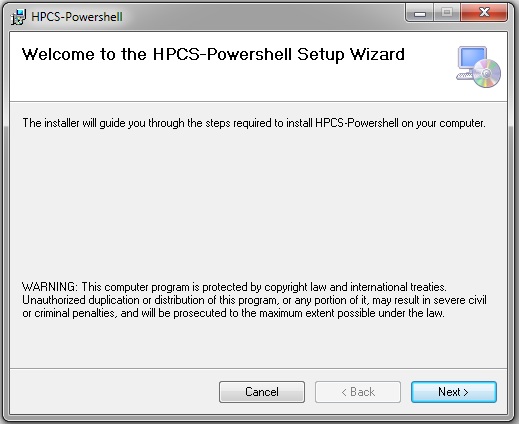 HPCS-Powershell
Welcome to the HPCS-Powershell Setup Wizard
The installer will guide you through the steps required to install HPCS-Powershell on your computer.
WARNING: This computer program is protected by copyright law and international treaties.
Unauthorized duplication or distribution of this program, or any portion of it, may result in severe civil
or criminal penalties, and will be prosecuted to the maximum extent possible under the law.
Cancel
< Back
Next >